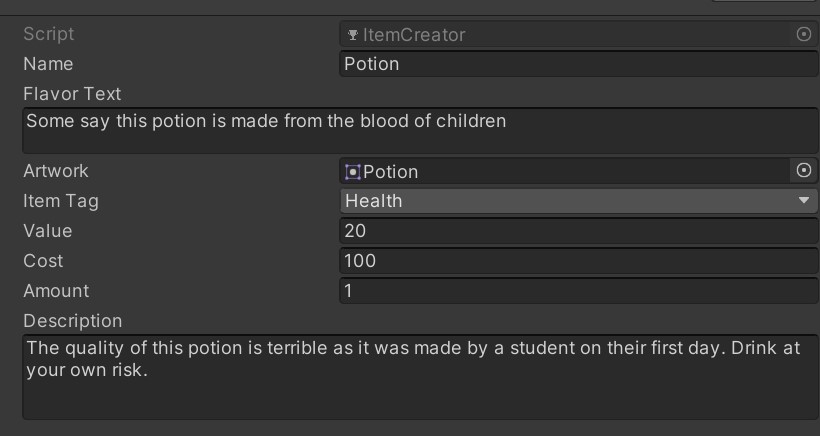 Script ItemCreator
Name Potion
Flavor Text
Some say this potion is made from the blood of children
Artwork Potion
Item Tag Health
Value 20
Cost 100
Amount 1
Description
The quality of this potion is terrible as it was made by a student on their first day. Drink at
your own risk.